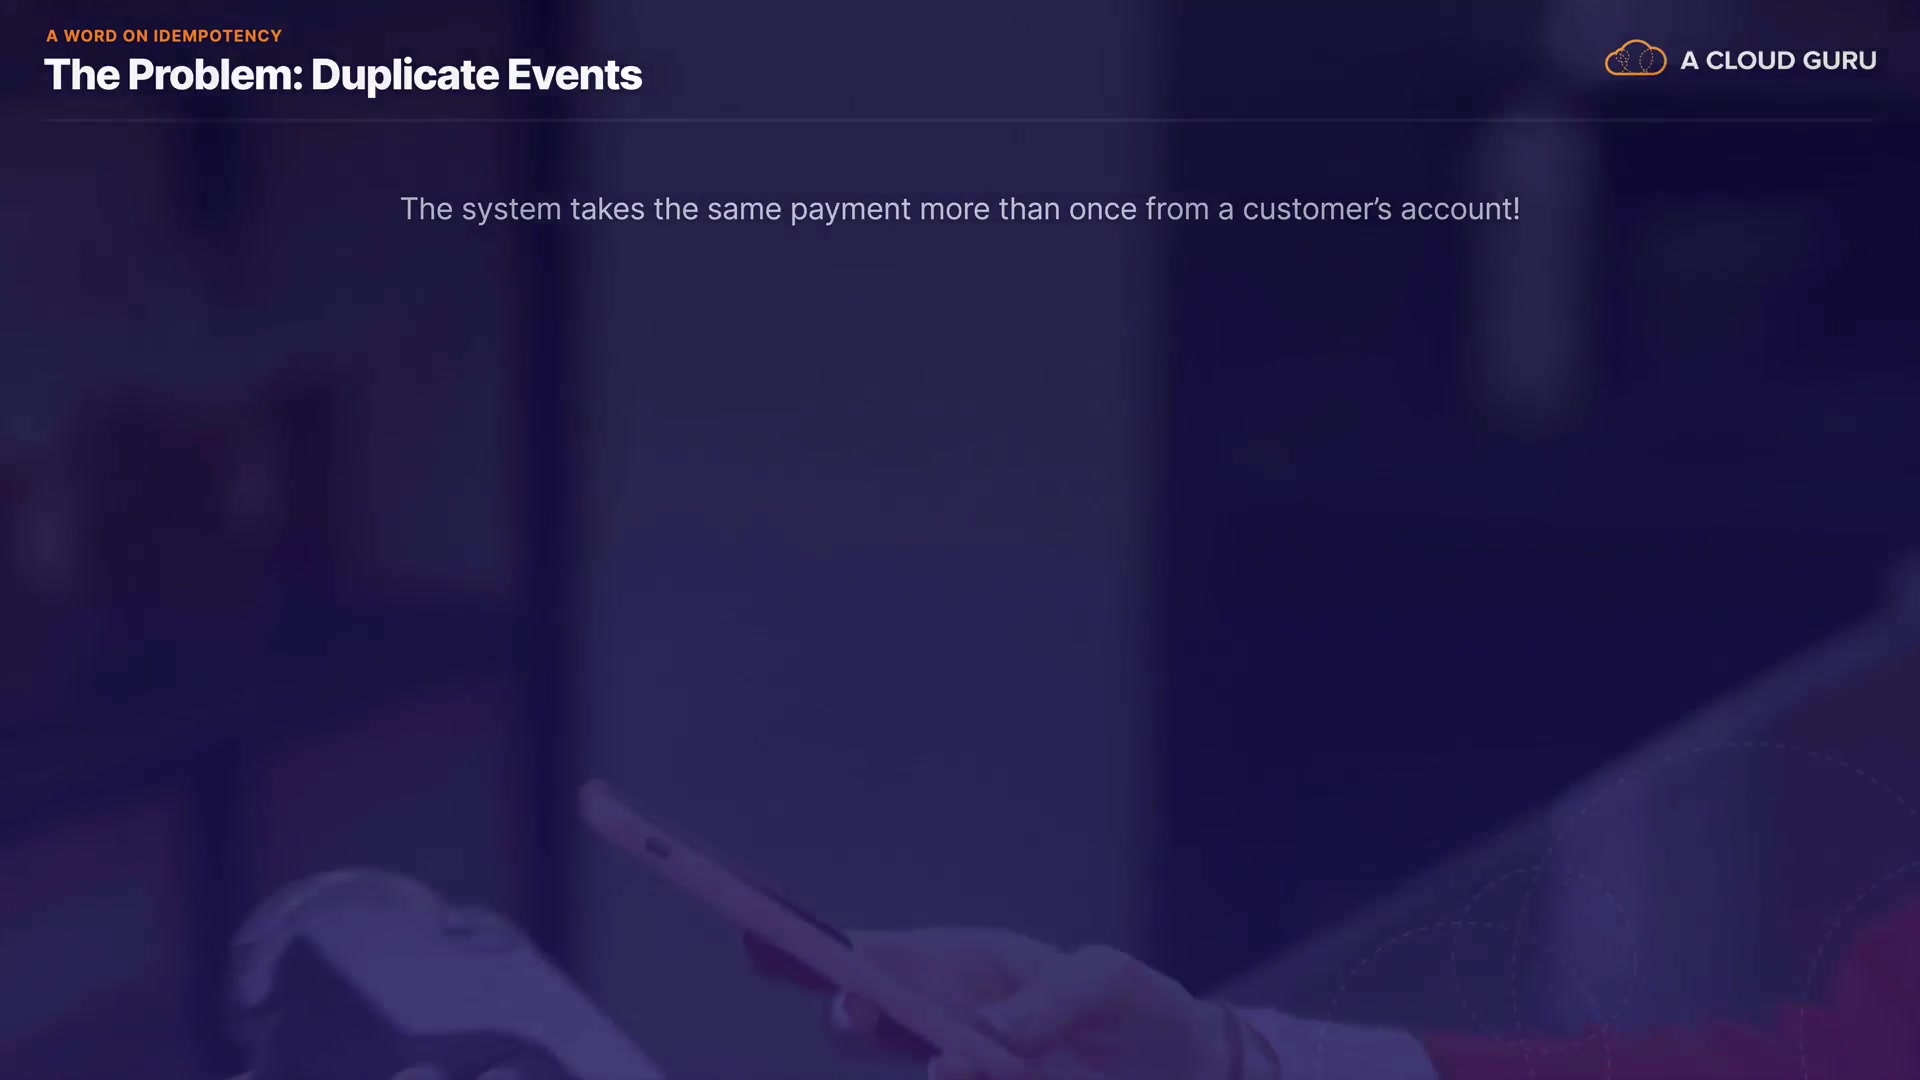 A WORD ON IDEMPOTENCY
The Problem: Duplicate Events
A CLOUD GURU
The system takes the same payment more than once from a customer’s account!